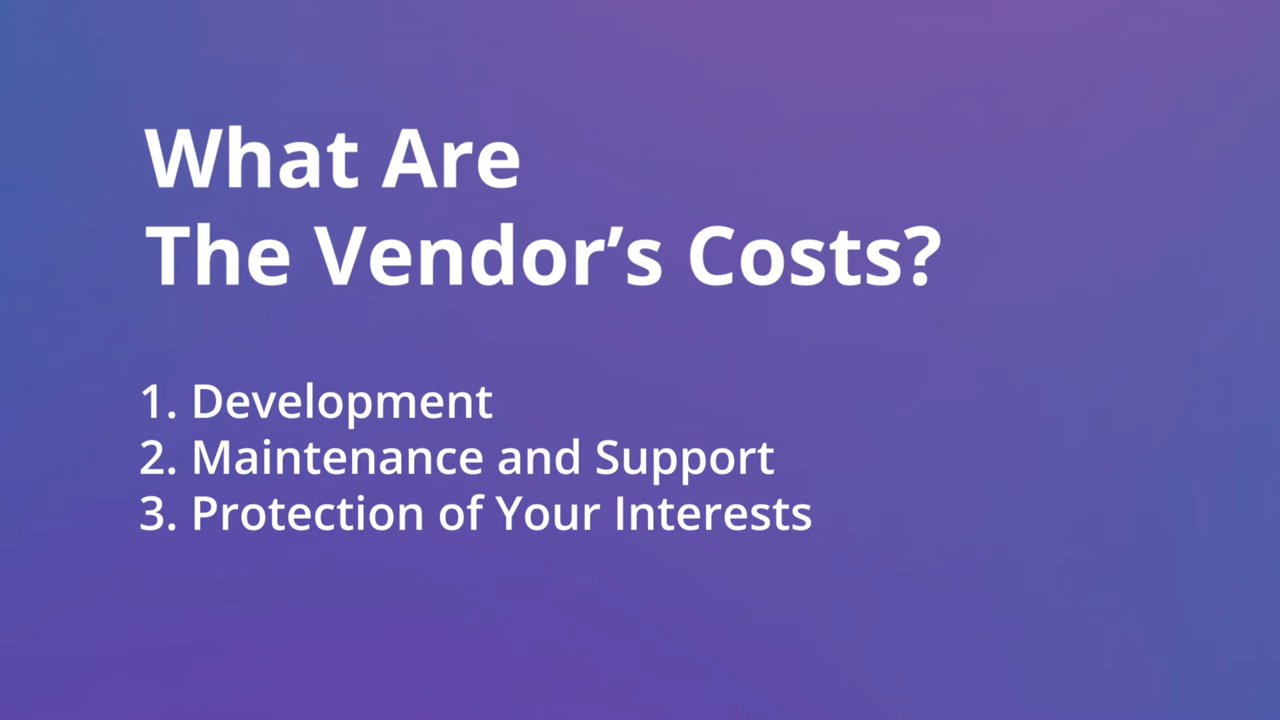 What Are
The Vendor’s Costs?
1. Development
2. Maintenance and Support
3. Protection of Your Interests